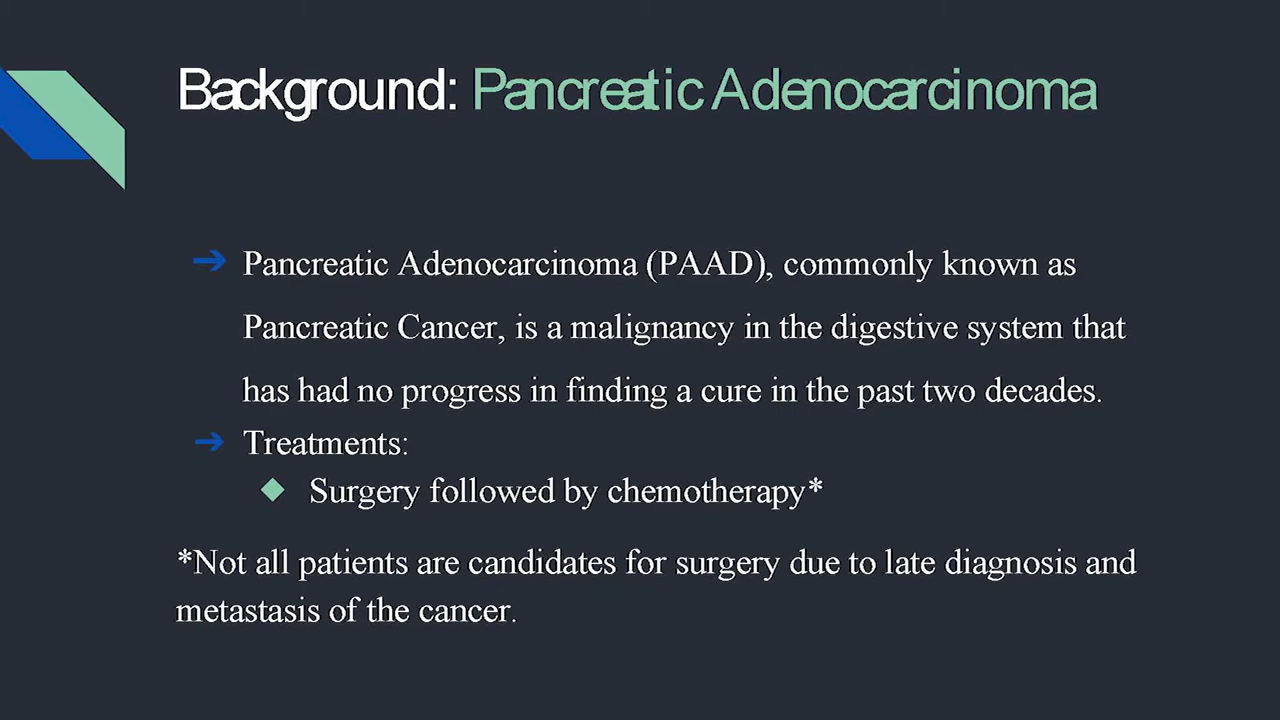 Background: Pancreatic Adenocarcinoma
➔ Pancreatic Adenocarcinoma (PAAD), commonly known as
Pancreatic Cancer, is a malignancy in the digestive system that
has had no progress in finding a cure in the past two decades.
➔ Treatments:
◆ Surgery followed by chemotherapy*
*Not all patients are candidates for surgery due to late diagnosis and
metastasis of the cancer.